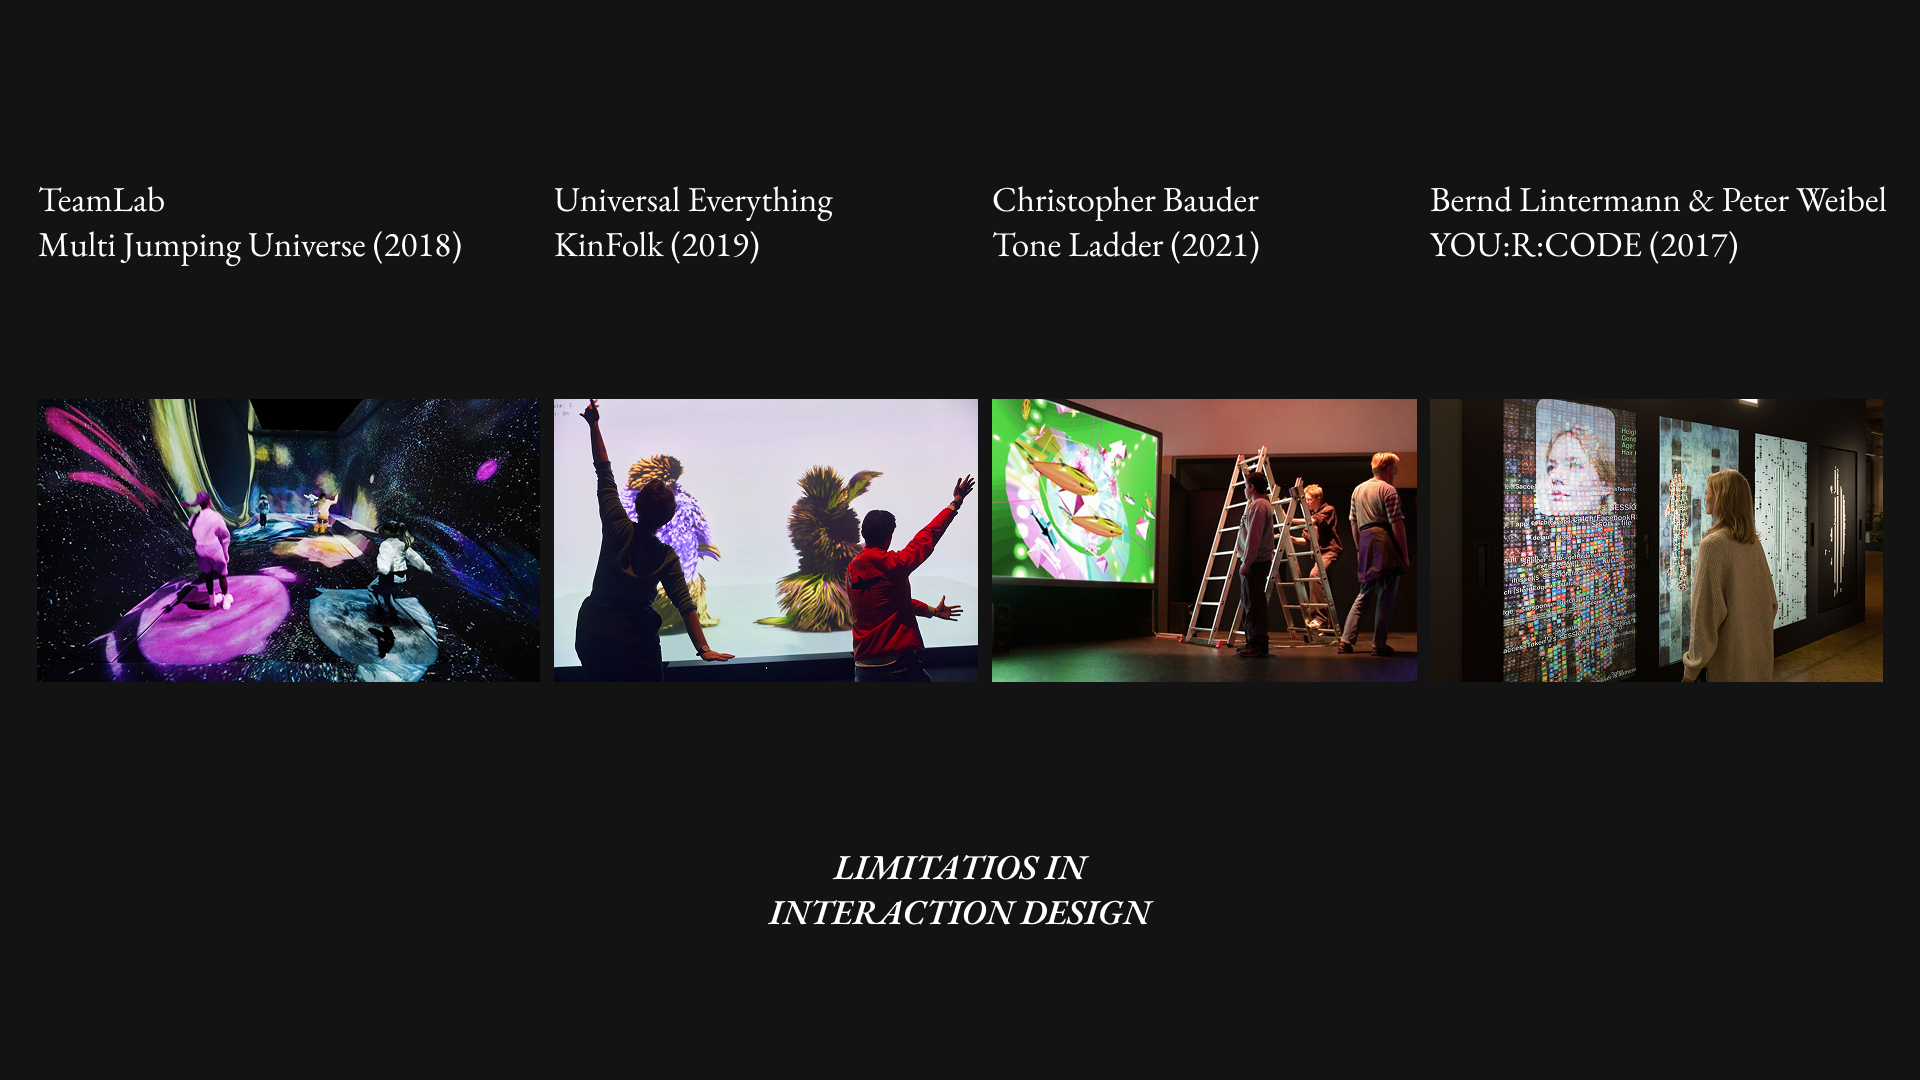 TeamLab
Multi Jumping Universe (2018)
Universal Everything
KinFolk (2019)
Christopher Bauder
Tone Ladder (2021)
Bernd Lintermann & Peter Weibel
YOU:R:CODE (2017)
LIMITATIOS IN
INTERACTION DESIGN